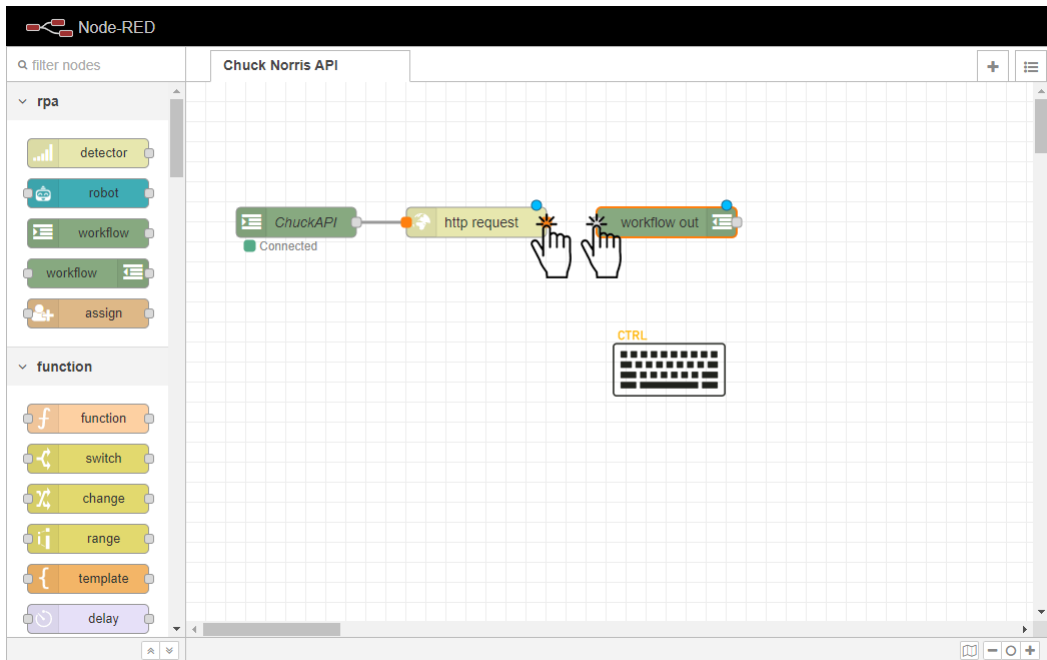 Node-RED
filter nodes
Chuck Norris API
rpa
detector
robot
workflow
workflow
assign
function
function
switch
change
range
template
delay
ChuckAPI
http request
workflow out
Connected
CTRL